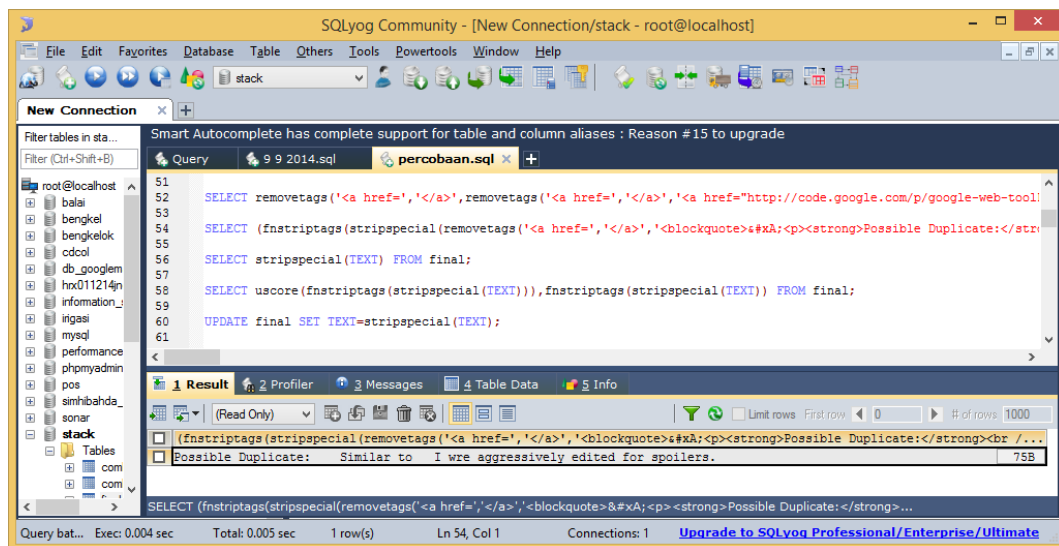 SQLyog Community - [New Connection/stack - root@localhost]
File Edit Favorites Database Table Others Tools Powertools Window Help
stack
New Connection
Filter tables in sta...
Filter (Ctrl+Shift+B)
root@localhost
balai
bengkel
bengkelok
cdcol
db_googlem
hrx011214jn
information_s
irigasi
mysql
perfomance
phpmyadmin
pos
simhibahda_
sonar
stack
Tables
com
com
Smart Autocomplete has complete support for table and column aliases : Reason #15 to upgrade
Query 9 9 2014.sql percobaan.sql
51
52 SELECT removetags('<a href=','</a>',removetags('<a href=','</a>','<a href="http://code.google.com/p/google-web-tool
53
54 SELECT (fnstriptags(stripspecial(removetags('<a href=','</a>','<blockquote>&#xA;<p><strong>Possible Duplicate:</stro
55
56 SELECT stripspecial(TEXT) FROM final;
57
58 SELECT uscore(fnstriptags(stripspecial(TEXT))),fnstriptags(stripspecial(TEXT)) FROM final;
59
60 UPDATE final SET TEXT=stripspecial(TEXT);
61
1 Result 2 Profiler 3 Messages 4 Table Data 5 Info
(Read Only) Limit rows First row 0 # of rows 1000
(fnstriptags(stripspecial(removetags('<a href=','</a>','<blockquote>&#xA;<p><strong>Possible Duplicate:</strong><br /...
Possible Duplicate: Similar to I wre aggressively edited for spoilers. 75B
SELECT (fnstriptags(stripspecial(removetags('<a href=','</a>','<blockquote>&#xA;<p><strong>Possible Duplicate:</strong>...
Query bat... Exec: 0.004 sec Total: 0.005 sec 1 row(s) Ln 54, Col 1 Connections: 1 Upgrade to SQLyog Professional/Enterprise/Ultimate